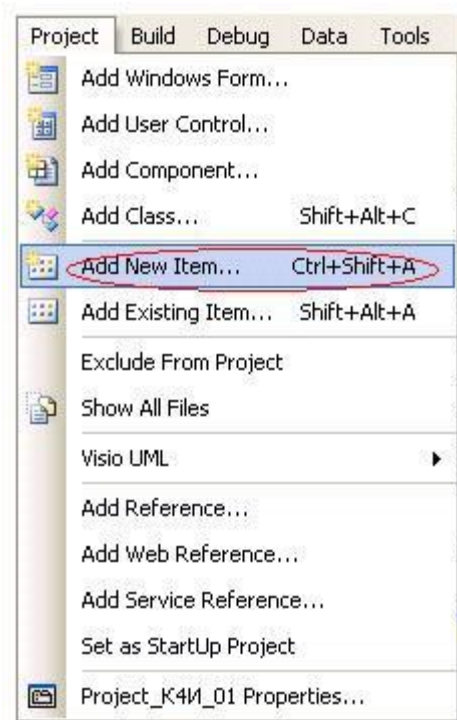 Project Build Debug Data Tools
Add Windows Form...
Add User Control...
Add Component...
Add Class... Shift+Alt+C
Add New Item... Ctrl+Shift+A
Add Existing Item... Shift+Alt+A
Exclude From Project
Show All Files
Visio UML
Add Reference...
Add Web Reference...
Add Service Reference...
Set as StartUp Project
Project_К4И_01 Properties...